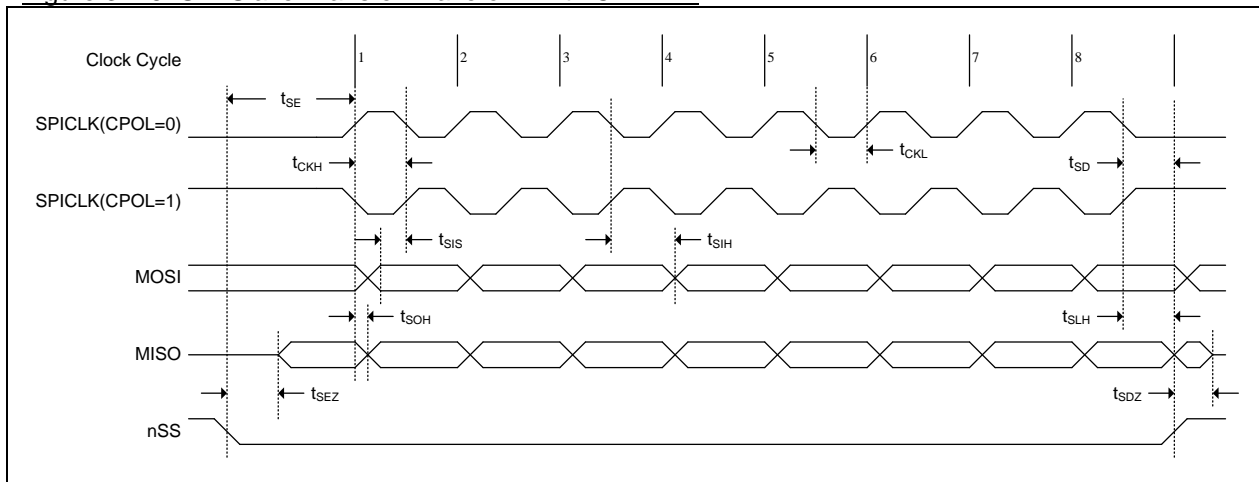 Clock Cycle
1 2 3 4 5 6 7 8
tSE
SPICLK(CPOL=0)
tCKH tCKL tSD
SPICLK(CPOL=1)
tSIS tSIH
MOSI
tSOH tSLH
MISO
tSEZ tSDZ
nSS